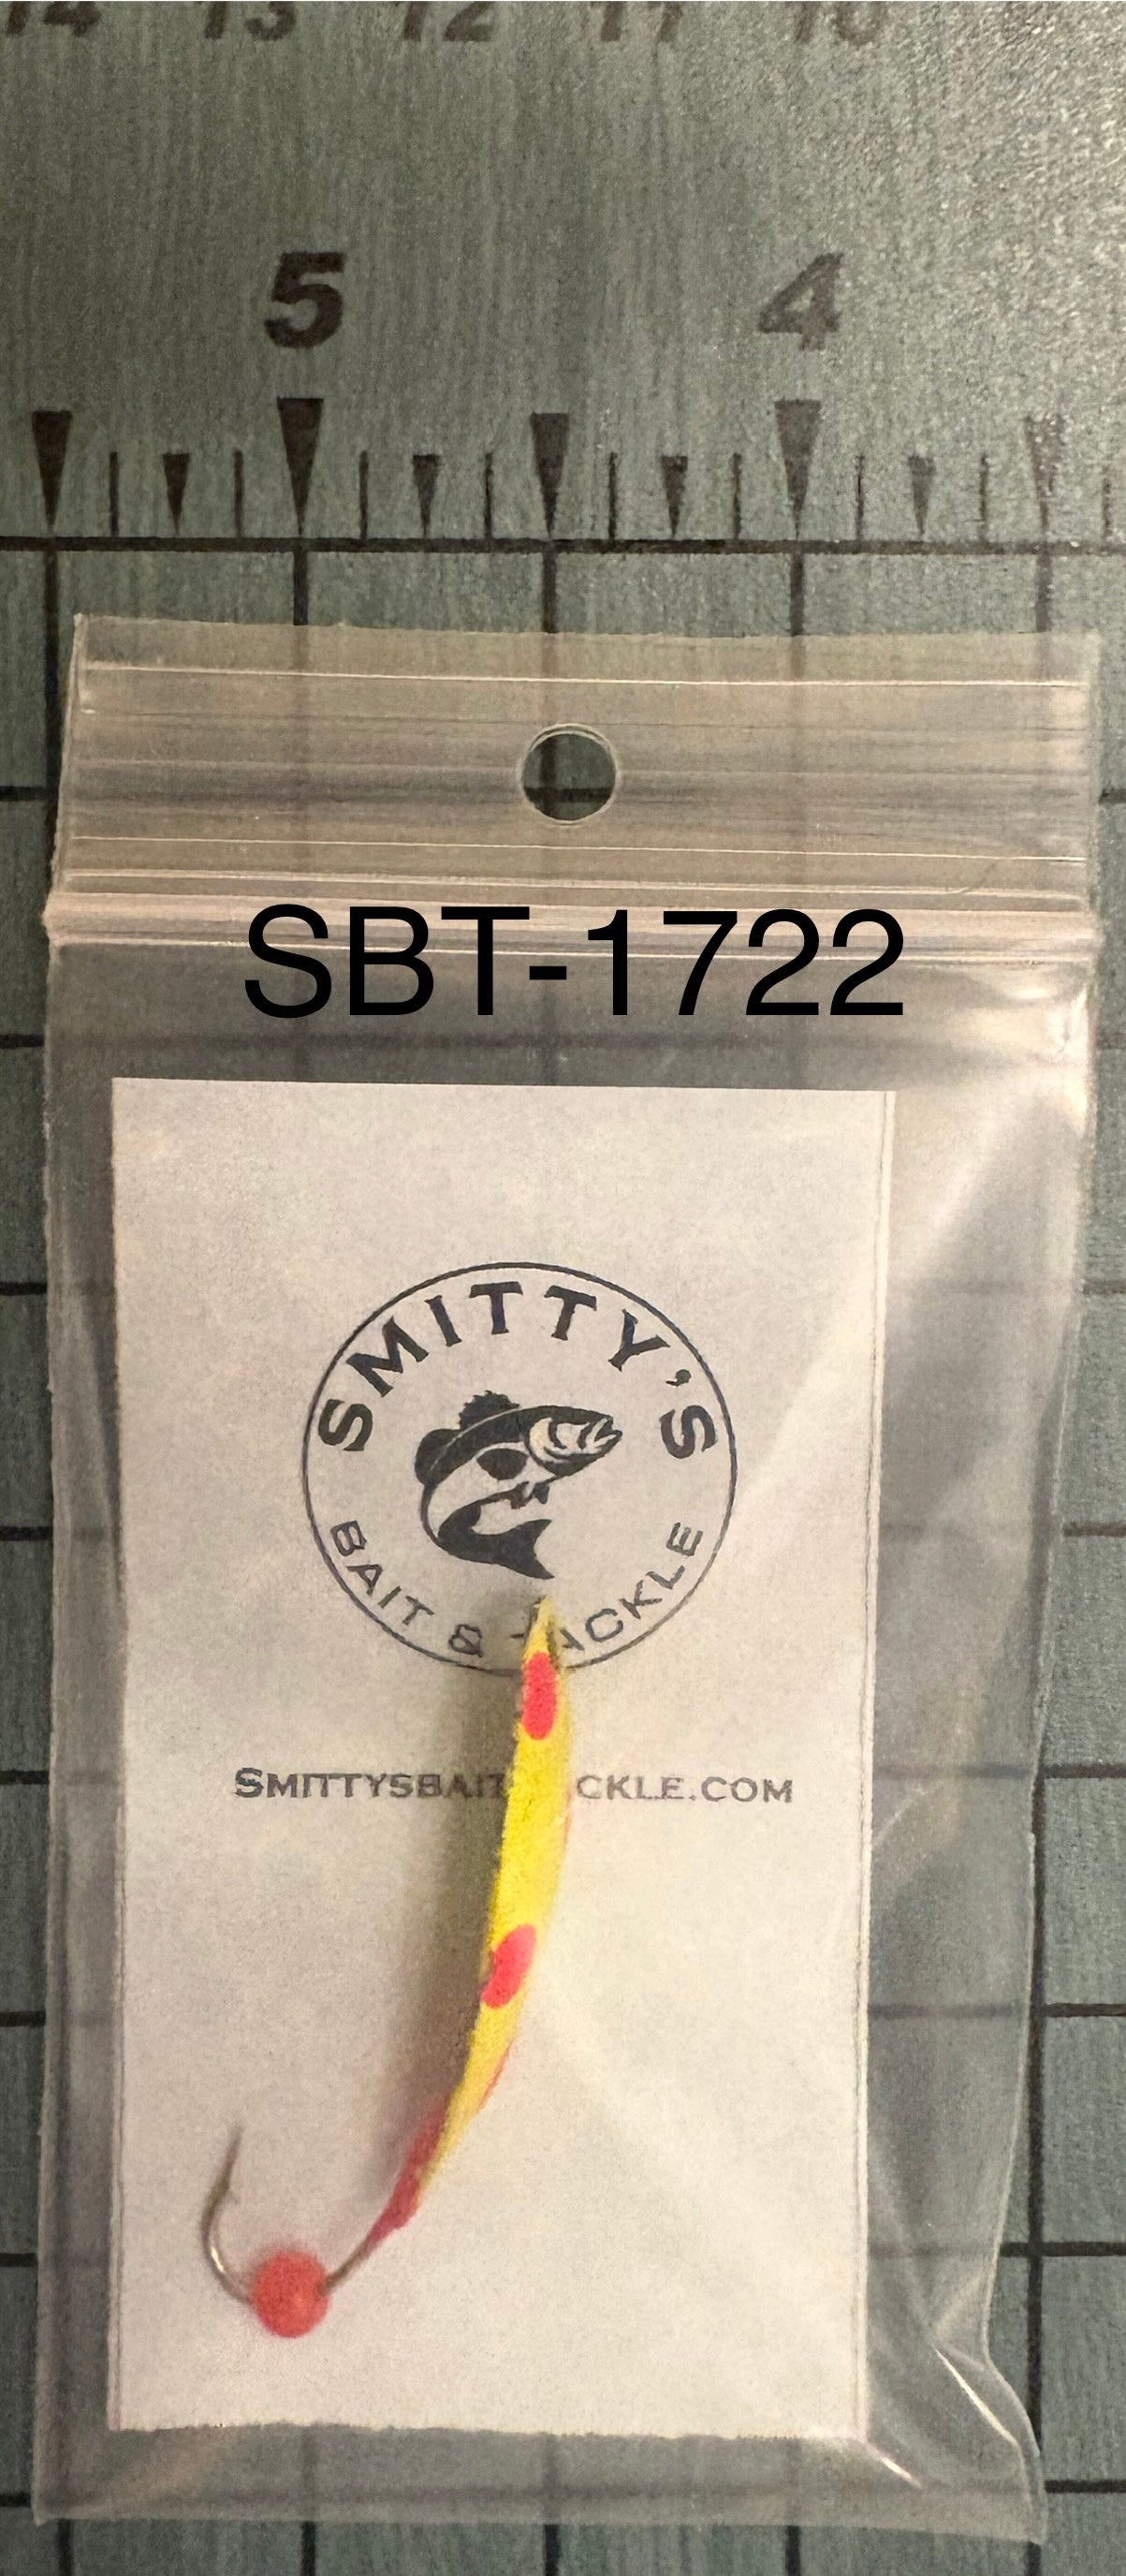 14 13 12 11 10
5 4
SBT-1722
SMITTY'S
BAIT &
SMITTYSBAIT CKLE.COM